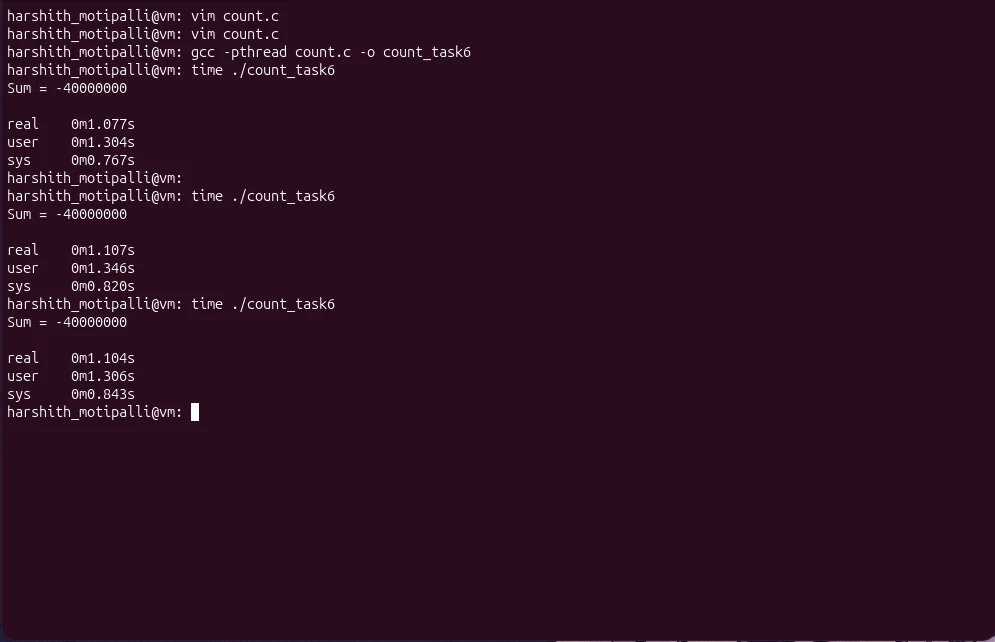 harshith_motipalli@vm: vim count.c
harshith_motipalli@vm: vim count.c
harshith_motipalli@vm: gcc -pthread count.c -o count_task6
harshith_motipalli@vm: time ./count_task6
Sum = -40000000
real    0m1.077s
user    0m1.304s
sys     0m0.767s
harshith_motipalli@vm:
harshith_motipalli@vm: time ./count_task6
Sum = -40000000
real    0m1.107s
user    0m1.346s
sys     0m0.820s
harshith_motipalli@vm: time ./count_task6
Sum = -40000000
real    0m1.104s
user    0m1.306s
sys     0m0.843s
harshith_motipalli@vm: